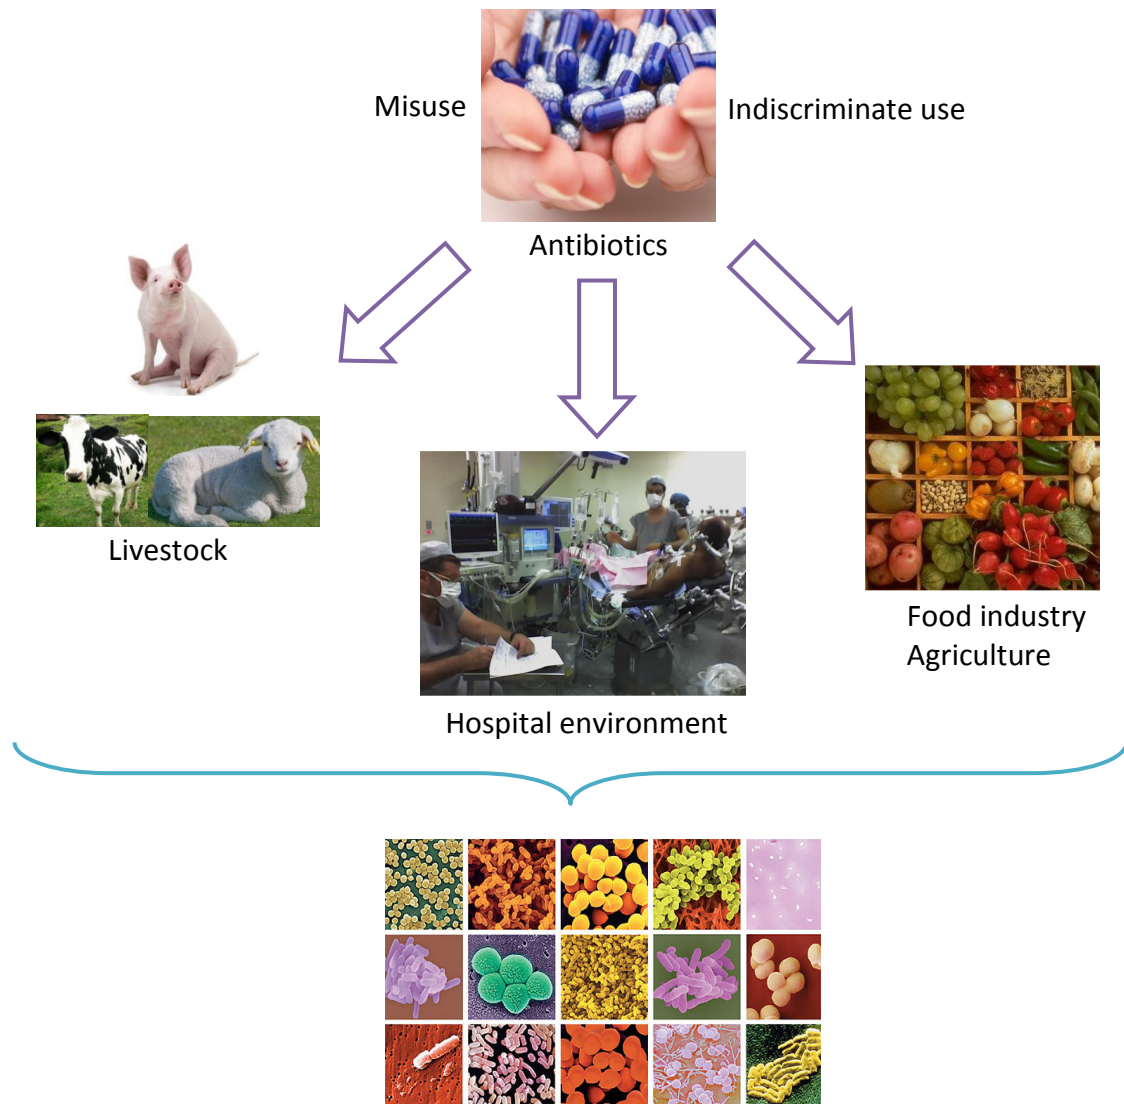 Misuse
Indiscriminate use
Antibiotics
Livestock
Food industry
Agriculture
Hospital environment